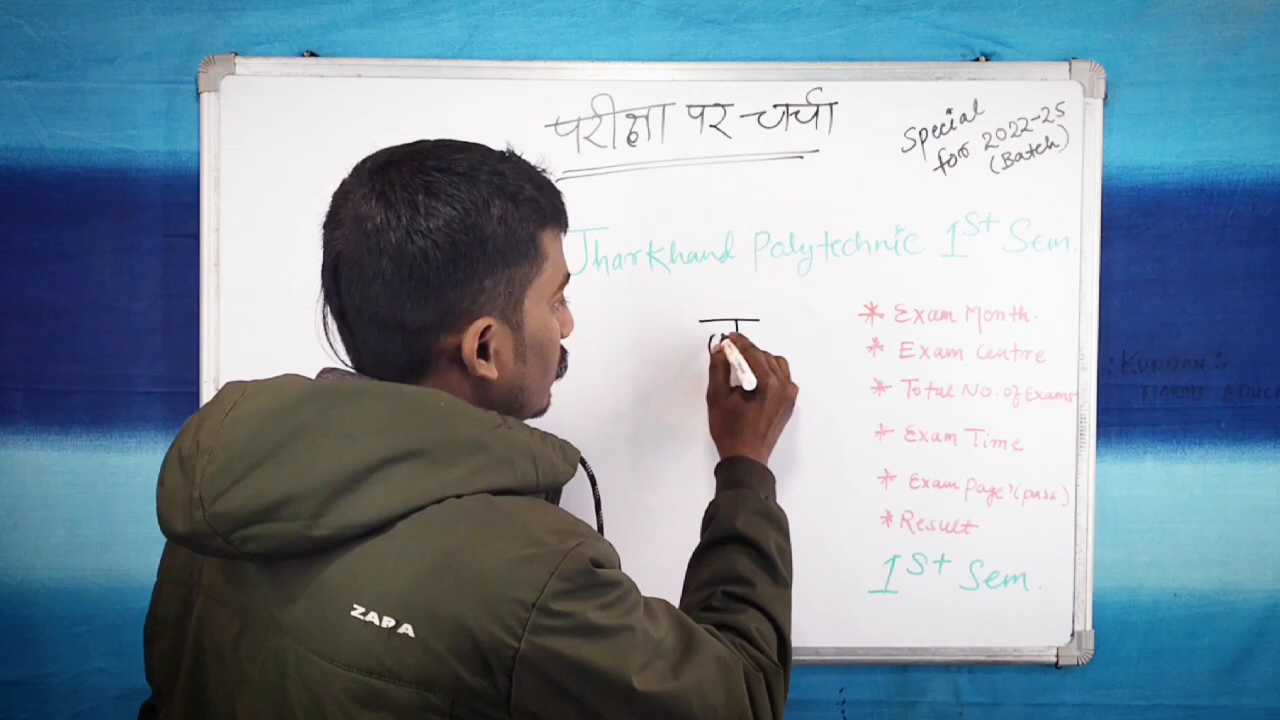 परीक्षा पर चर्चा
Special
for 2022-25
(Batch)
Jharkhand Polytechnic 1st Sem.
* Exam Month.
* Exam Centre
* Total No. of Exams
* Exam Time
* Exam Page'(pass)
* Result
1st Sem.
KUNDAN
ZARA